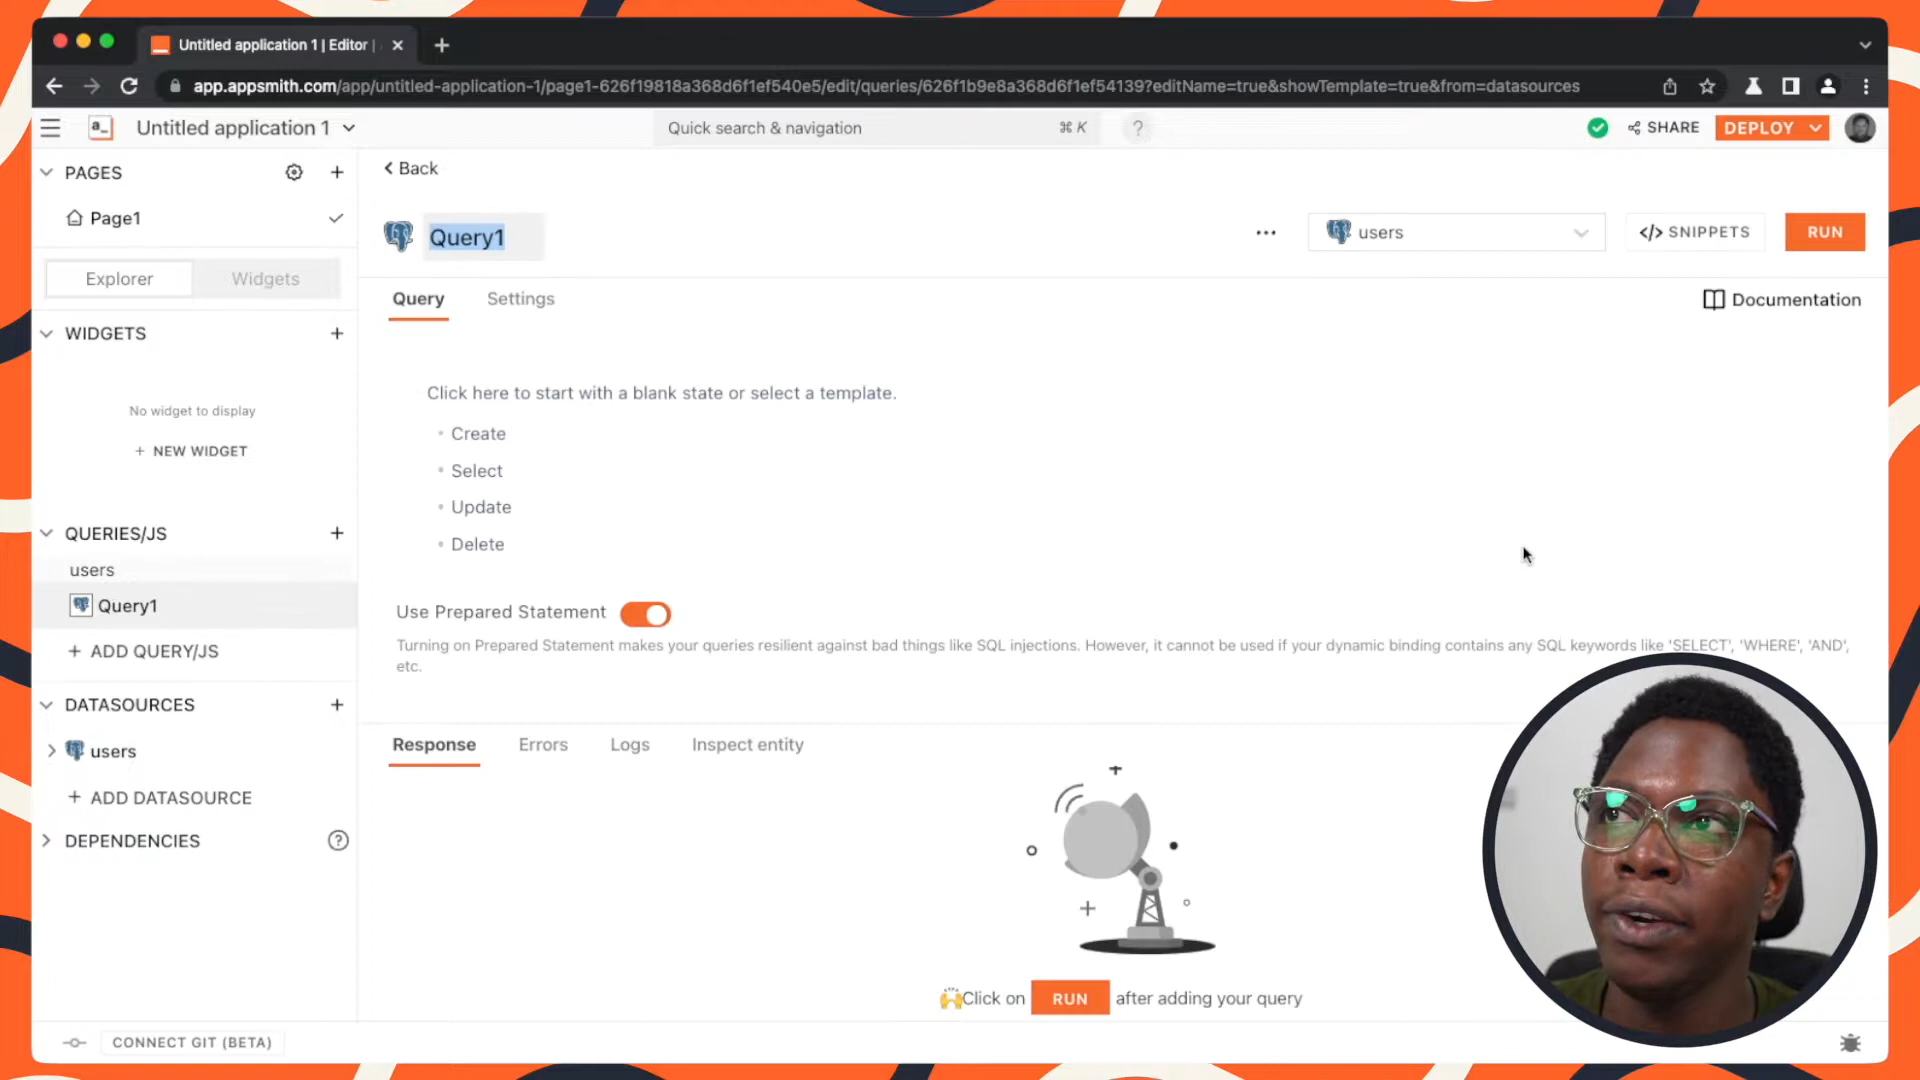 Untitled application 1 | Editor |
app.appsmith.com/app/untitled-application-1/page1-626f19818a368d6f1ef540e5/edit/queries/626f1b9e8a368d6f1ef54139?editName=true&showTemplate=true&from=datasources
a_
Untitled application 1
Quick search & navigation
⌘ K
?
SHARE
DEPLOY
PAGES
Page1
Explorer
Widgets
WIDGETS
No widget to display
+ NEW WIDGET
QUERIES/JS
users
Query1
+ ADD QUERY/JS
DATASOURCES
users
+ ADD DATASOURCE
DEPENDENCIES
?
CONNECT GIT (BETA)
Back
Query1
users
</> SNIPPETS
RUN
Query
Settings
Documentation
Click here to start with a blank state or select a template.
Create
Select
Update
Delete
Use Prepared Statement
Turning on Prepared Statement makes your queries resilient against bad things like SQL injections. However, it cannot be used if your dynamic binding contains any SQL keywords like 'SELECT', 'WHERE', 'AND',
etc.
Response
Errors
Logs
Inspect entity
🙌Click on RUN after adding your query